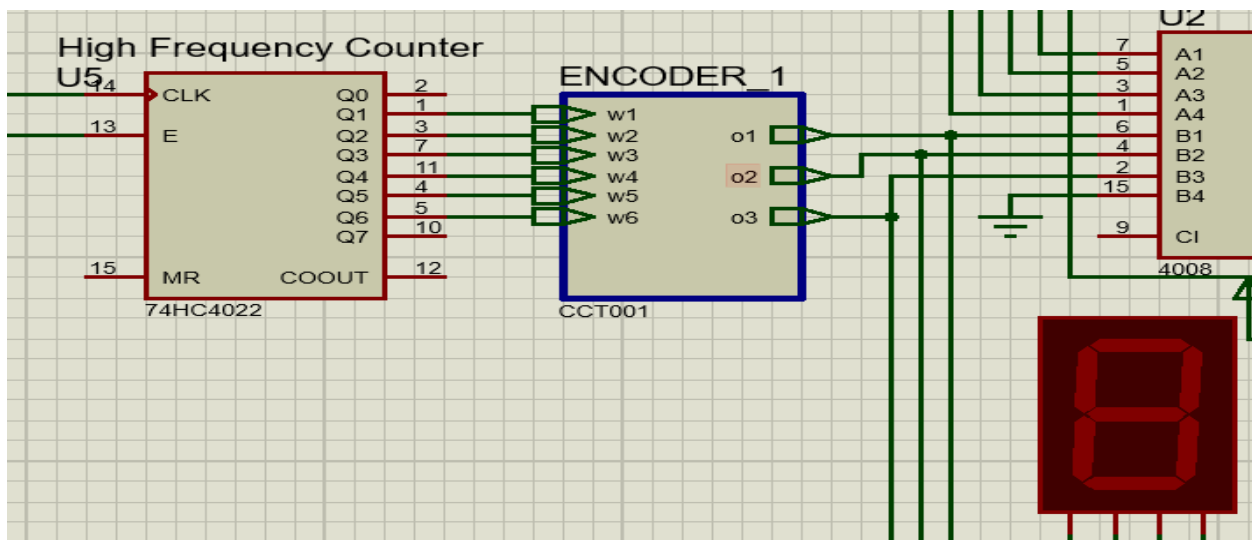 U2
High Frequency Counter
U5
ENCODER_1
14 CLK Q0 2
Q1 1
13 E Q2 3
Q3 7
Q4 11
Q5 4
Q6 5
Q7 10
15 MR COOUT 12
74HC4022
w1
w2 o1
w3
w4 o2
w5
w6 o3
CCT001
7 A1
5 A2
3 A3
1 A4
6 B1
4 B2
2 B3
15 B4
9 CI
4008